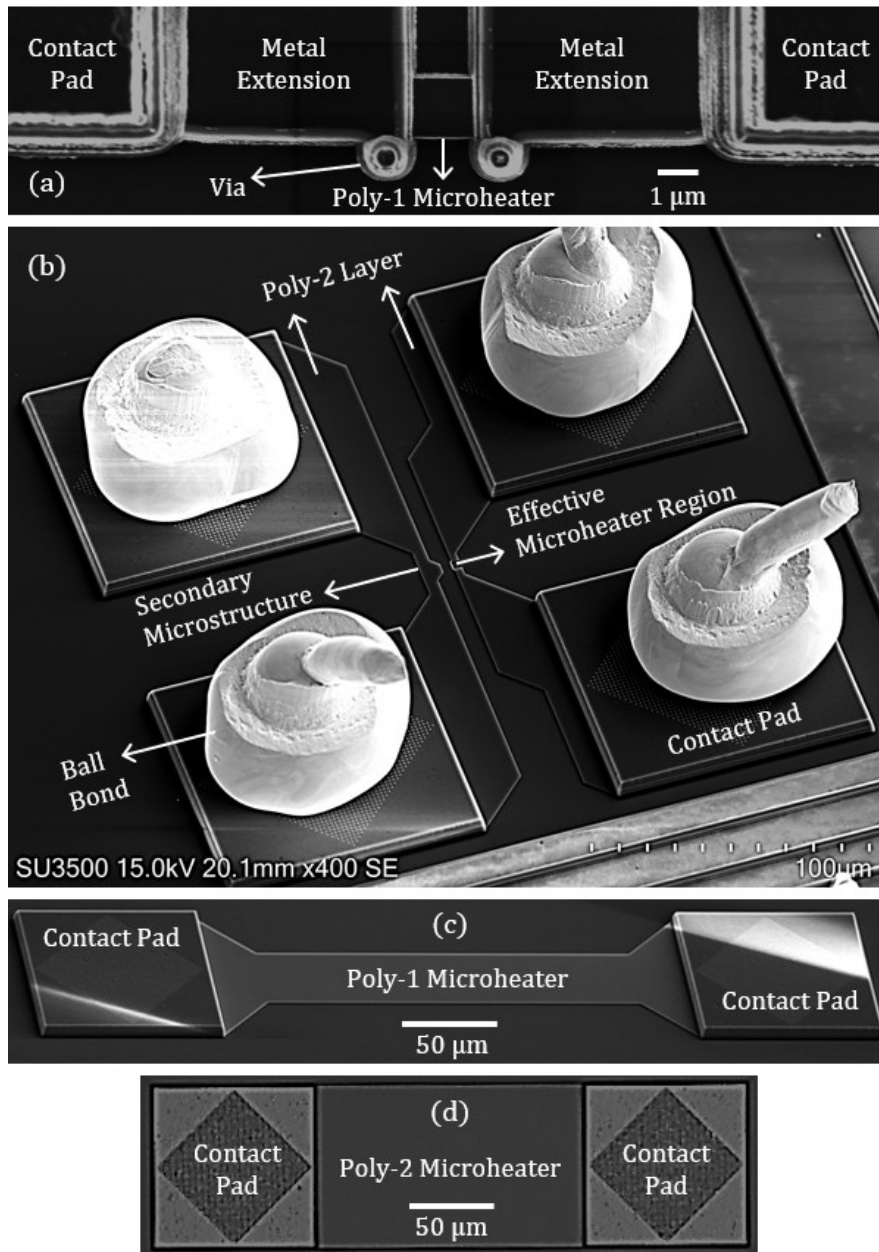 Contact
Pad
Metal
Extension
Metal
Extension
Contact
Pad
(a)
Via
Poly-1 Microheater
1 μm
(b)
Poly-2 Layer
Effective
Microheater Region
Secondary
Microstructure
Contact Pad
Ball
Bond
SU3500 15.0kV 20.1mm x400 SE
100μm
Contact Pad
(c)
Poly-1 Microheater
Contact Pad
50 μm
(d)
Contact
Pad
Poly-2 Microheater
Contact
Pad
50 μm